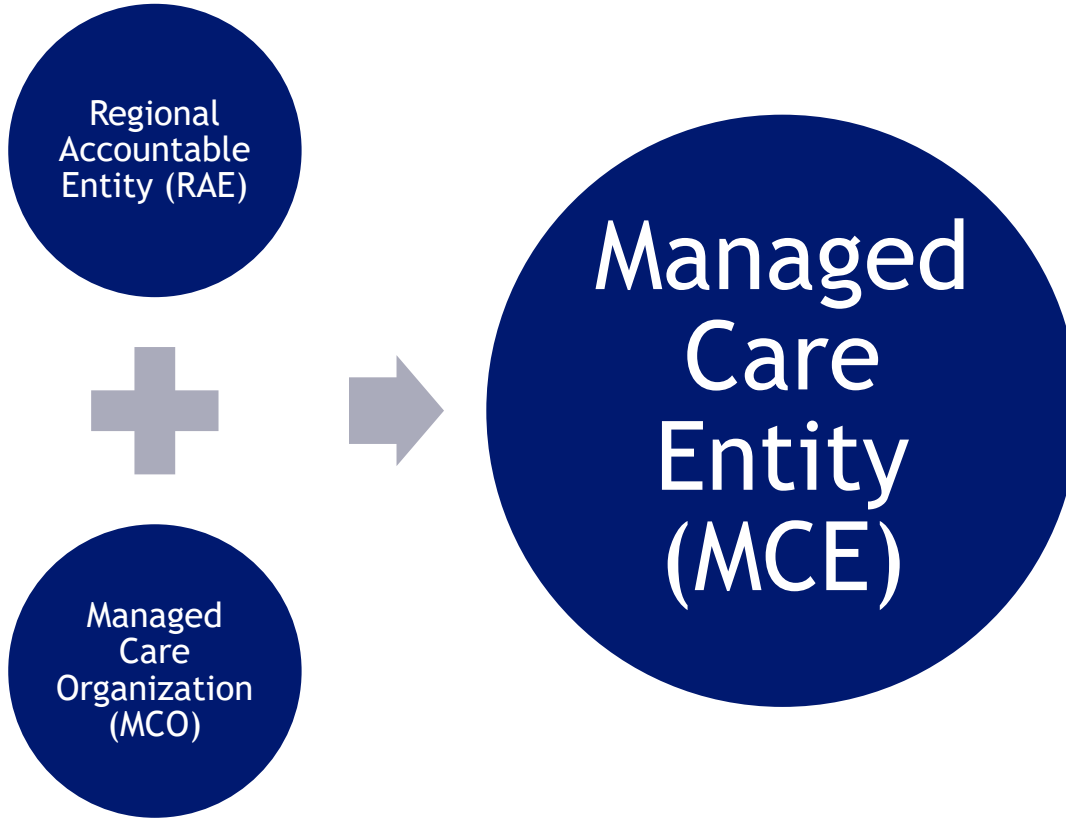 Regional
Accountable
Entity (RAE)
Managed
Care
Organization
(MCO)
Managed
Care
Entity
(MCE)